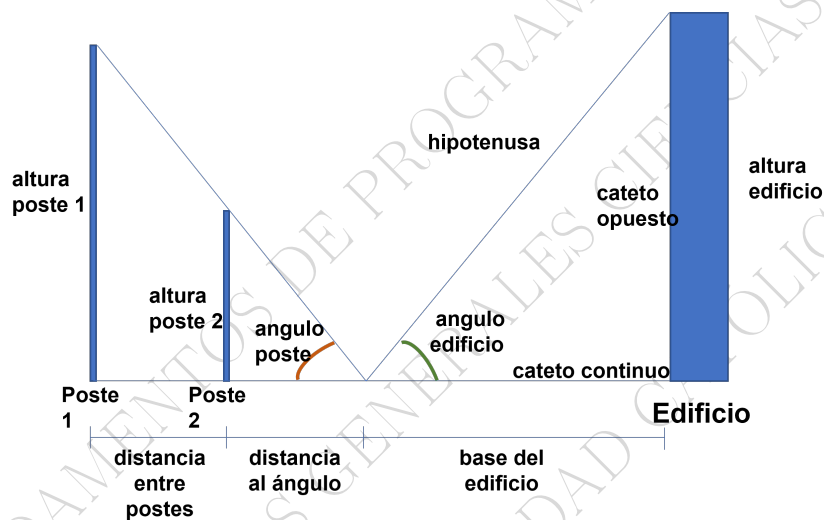 hipotenusa
altura
poste 1
cateto
opuesto
altura
edificio
altura
poste 2
angulo
poste
angulo
edificio
cateto continuo
Poste
1
Poste
2
Edificio
distancia
entre
postes
distancia
al ángulo
base del
edificio